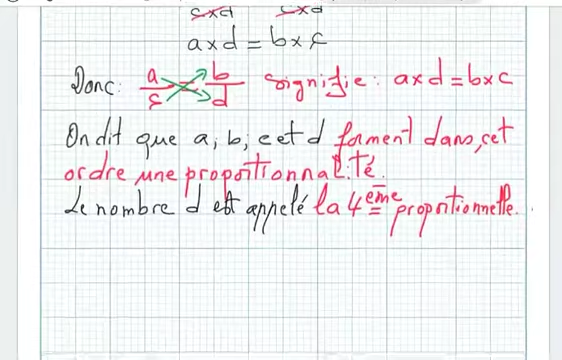 c×d c×d
a×d = b×c
Donc: a/c = b/d signifie: a×d = b×c
On dit que a, b, c et d forment dans cet
ordre une proportionnalité.
Le nombre d est appelé la 4ème proportionnelle.